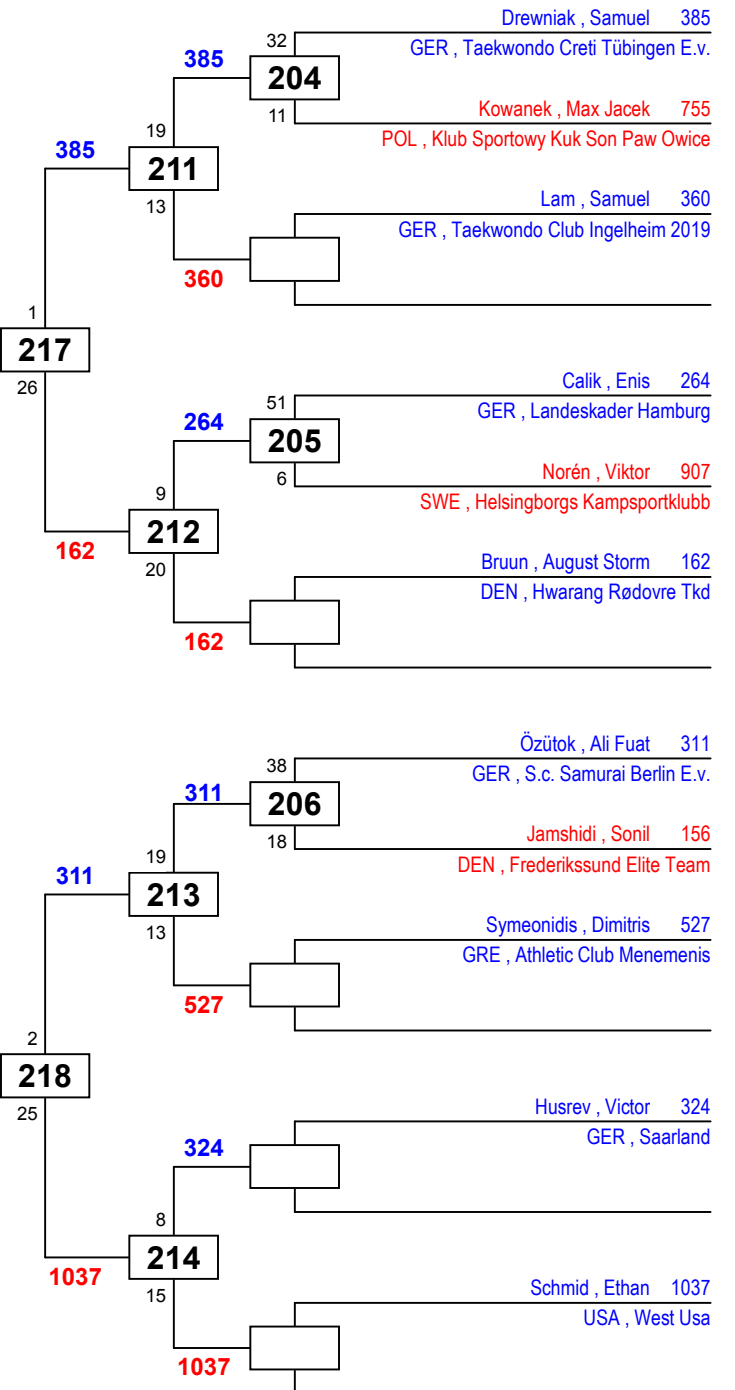 Drewniak , Samuel 385
32
385
GER , Taekwondo Creti Tübingen E.v.
204
Kowanek , Max Jacek 755
11
19
POL , Klub Sportowy Kuk Son Paw Owice
385
211
Lam , Samuel 360
13
GER , Taekwondo Club Ingelheim 2019
360
1
217
Calik , Enis 264
26
51
GER , Landeskader Hamburg
264
205
Norén , Viktor 907
6
9
SWE , Helsingborgs Kampsportklubb
212
162
Bruun , August Storm 162
20
DEN , Hwarang Rødovre Tkd
162
Özütok , Ali Fuat 311
38
GER , S.c. Samurai Berlin E.v.
311
206
Jamshidi , Sonil 156
18
19
DEN , Frederikssund Elite Team
311
213
Symeonidis , Dimitris 527
13
GRE , Athletic Club Menemenis
527
2
218
Husrev , Victor 324
25
GER , Saarland
324
8
214
1037
Schmid , Ethan 1037
15
USA , West Usa
1037